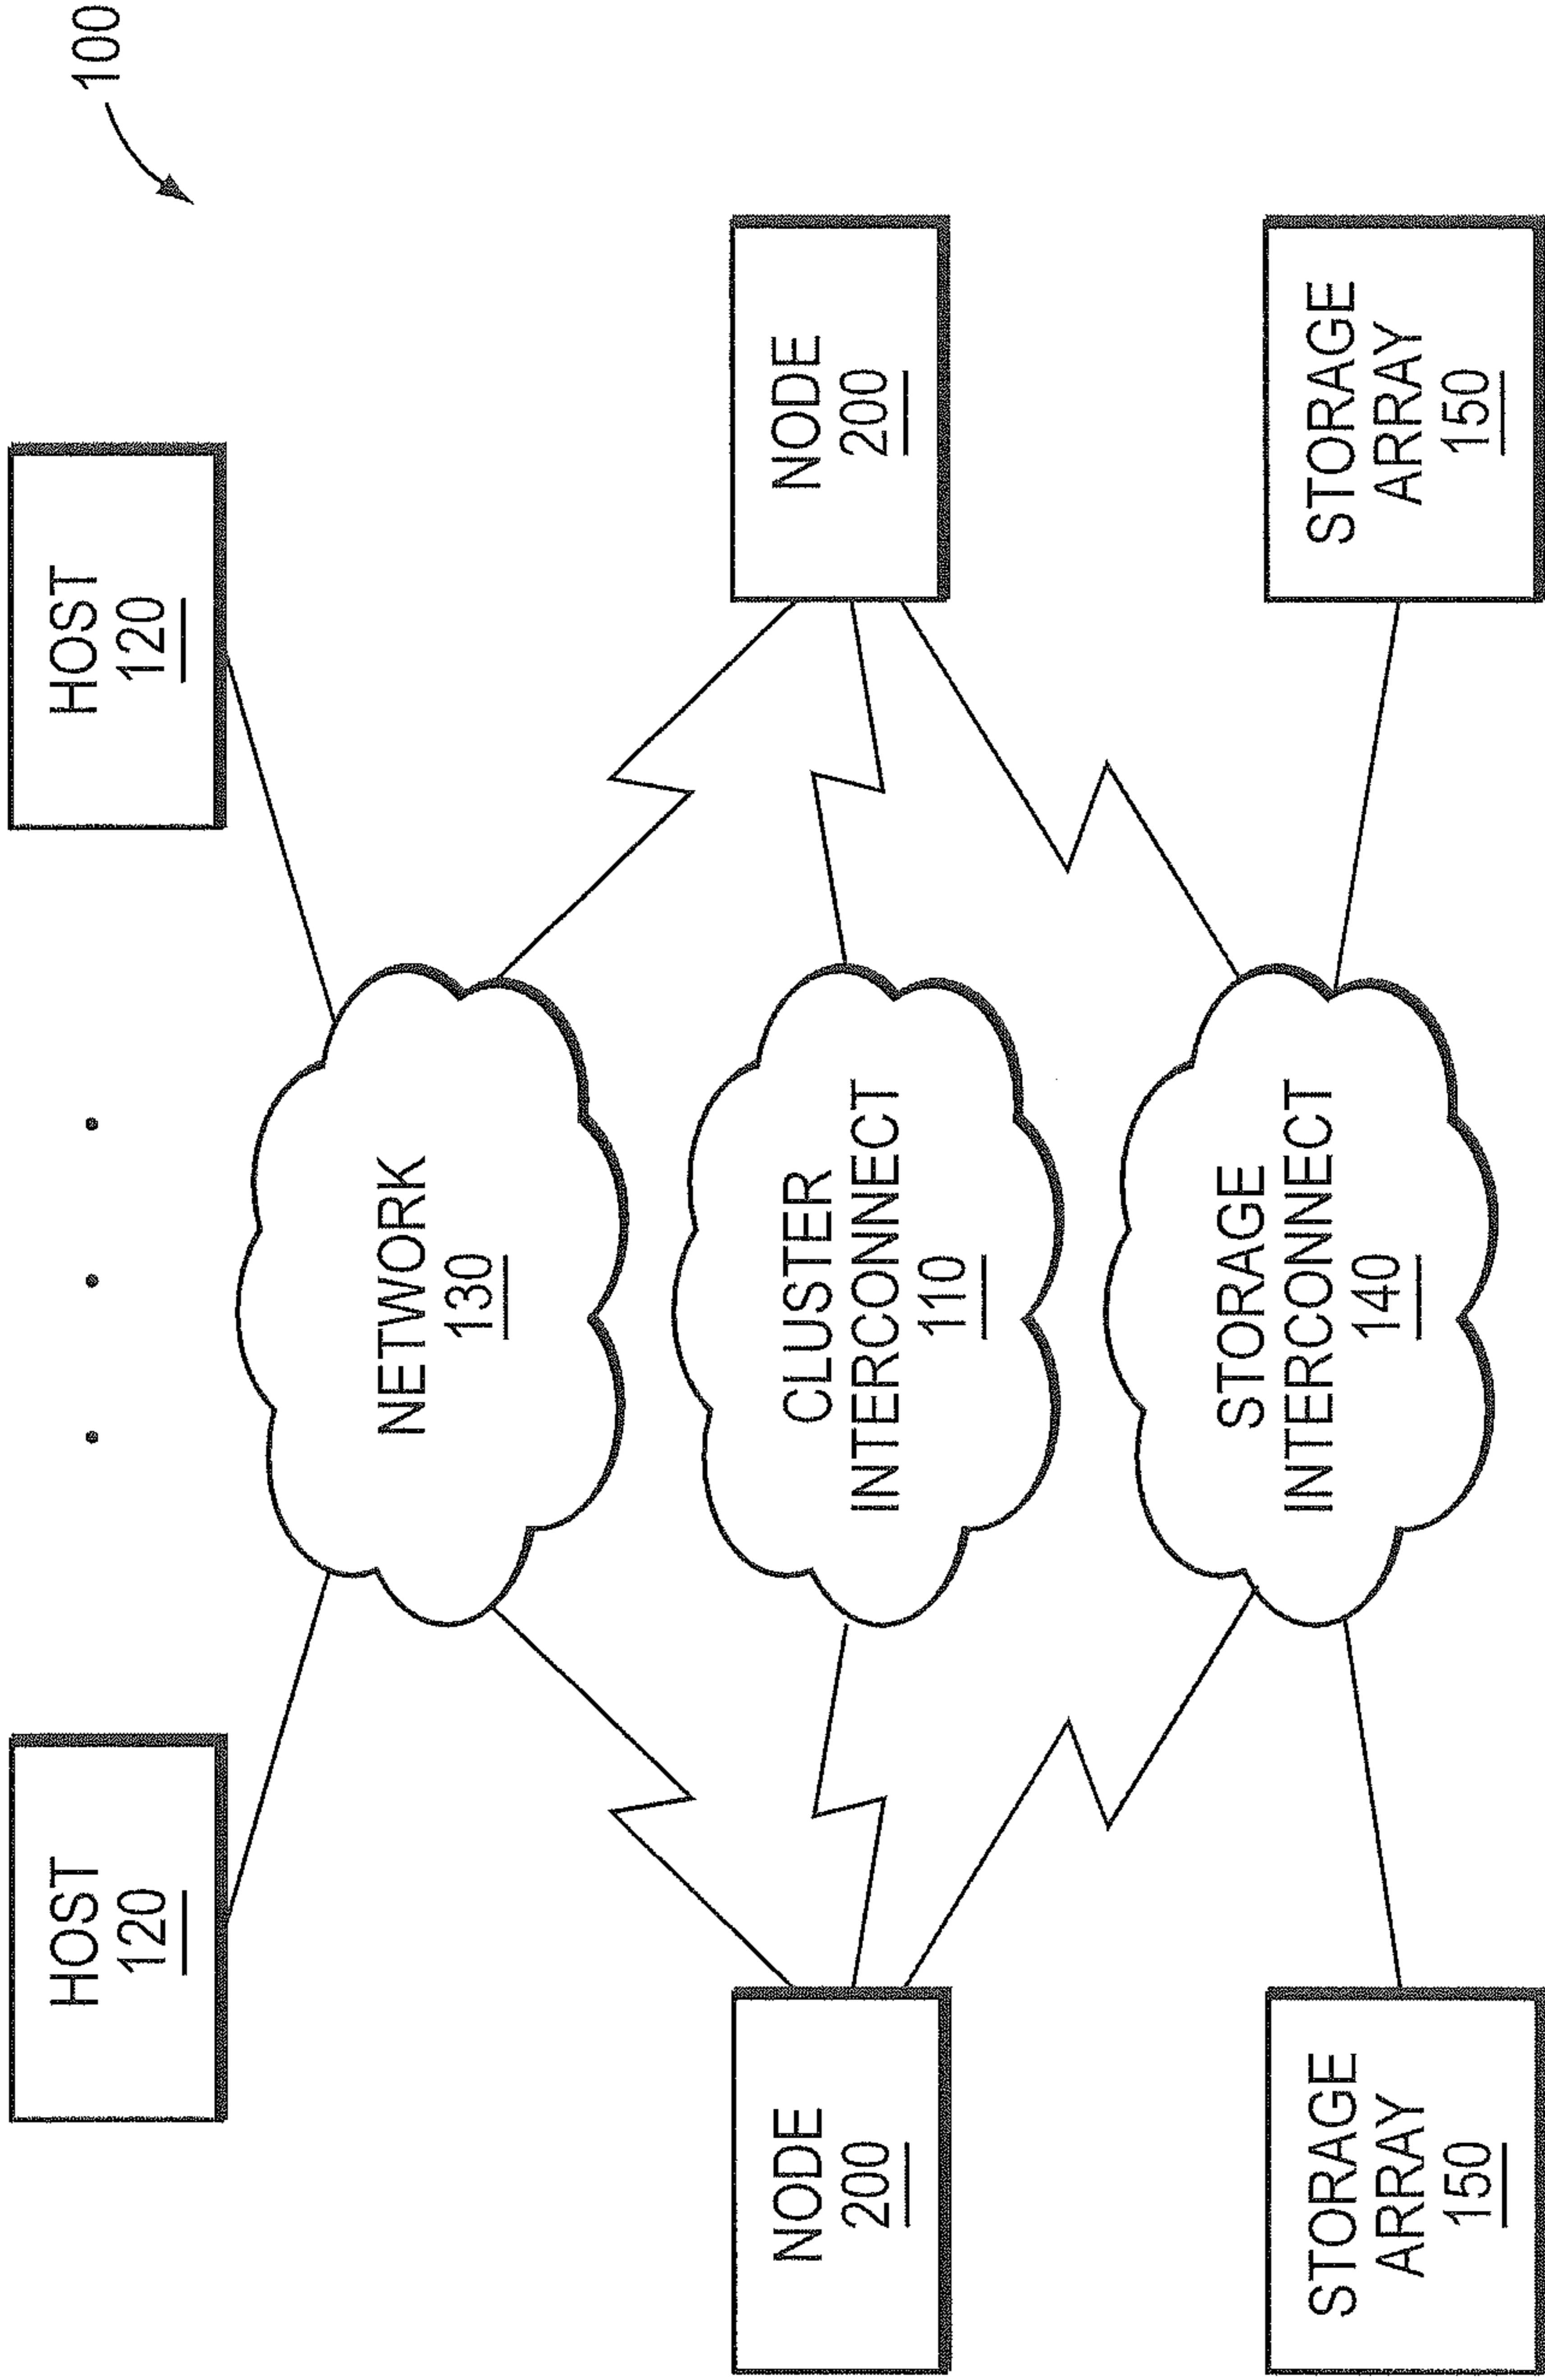 100
HOST
120
. . .
HOST
120
NETWORK
130
NODE
200
CLUSTER
INTERCONNECT
110
NODE
200
STORAGE
INTERCONNECT
140
STORAGE
ARRAY
150
STORAGE
ARRAY
150